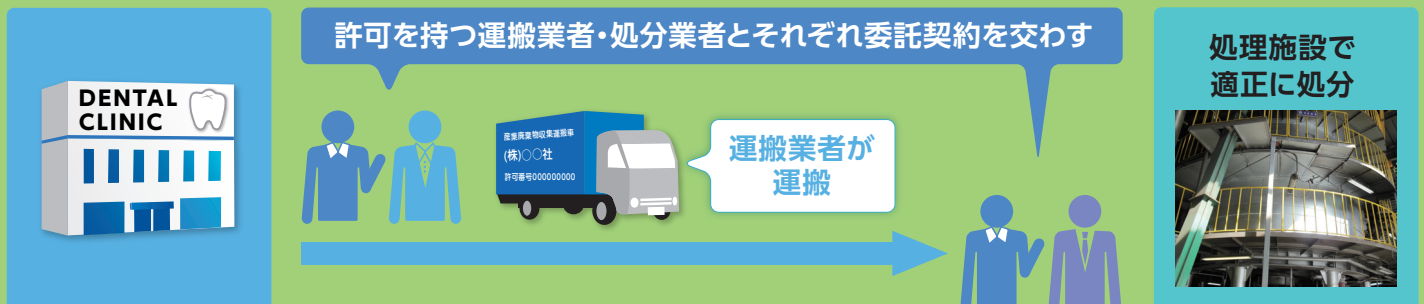 許可を持つ運搬業者・処分業者とそれぞれ委託契約を交わす
DENTAL
CLINIC
産業廃棄物収集運搬車
(株)○○社
許可番号000000000
運搬業者が
運搬
処理施設で
適正に処分